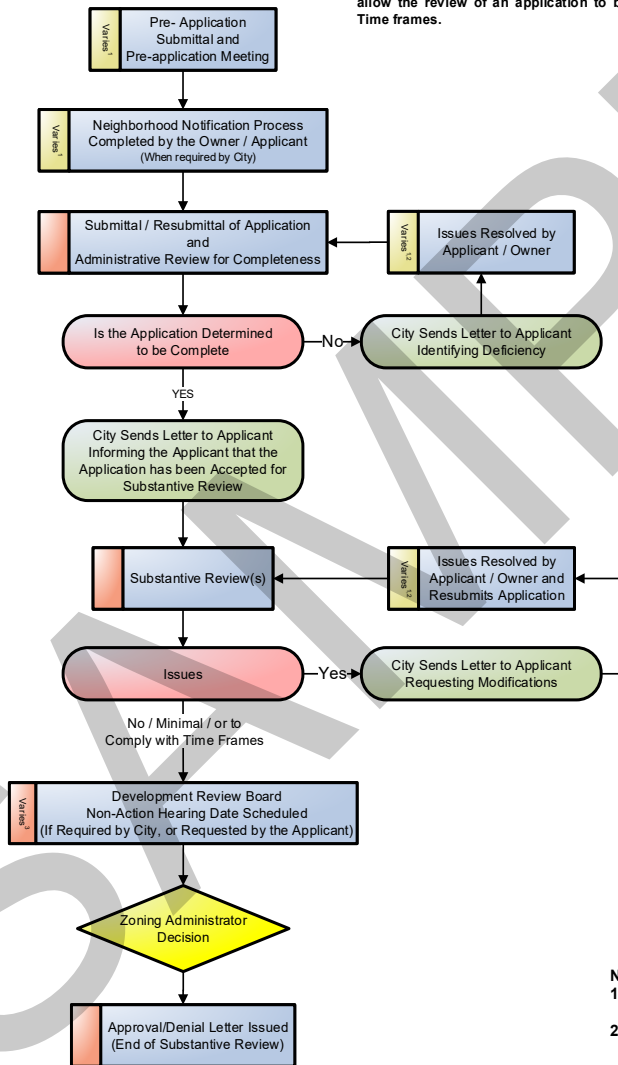 allow the review of an application to b
Time frames.
Varies1
Pre- Application
Submittal and
Pre-application Meeting
Varies1
Neighborhood Notification Process
Completed by the Owner / Applicant
(When required by City)
Submittal / Resubmittal of Application
and
Administrative Review for Completeness
Varies1,2
Issues Resolved by
Applicant / Owner
Is the Application Determined
to be Complete
No
City Sends Letter to Applicant
Identifying Deficiency
YES
City Sends Letter to Applicant
Informing the Applicant that the
Application has been Accepted for
Substantive Review
Substantive Review(s)
Varies1,2
Issues Resolved by
Applicant / Owner and
Resubmits Application
Issues
Yes
City Sends Letter to Applicant
Requesting Modifications
No / Minimal / or to
Comply with Time Frames
Varies3
Development Review Board
Non-Action Hearing Date Scheduled
(If Required by City, or Requested by the Applicant)
Zoning Administrator
Decision
Approval/Denial Letter Issued
(End of Substantive Review)
N
1
2